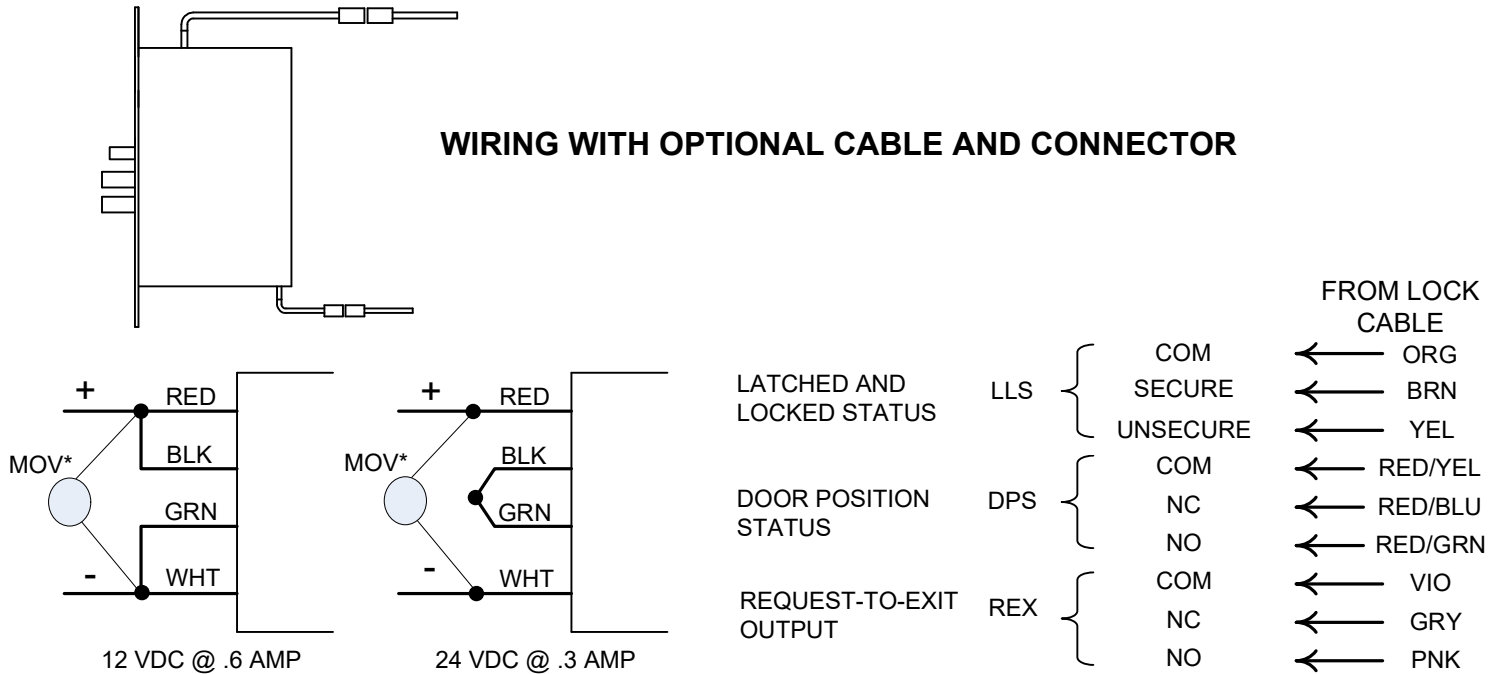 WIRING WITH OPTIONAL CABLE AND CONNECTOR
+ RED
BLK
MOV*
GRN
- WHT
12 VDC @ .6 AMP
+ RED
BLK
MOV*
GRN
- WHT
24 VDC @ .3 AMP
FROM LOCK
CABLE
LATCHED AND
LOCKED STATUS
LLS
COM ORG
SECURE BRN
UNSECURE YEL
DOOR POSITION
STATUS
DPS
COM RED/YEL
NC RED/BLU
NO RED/GRN
REQUEST-TO-EXIT
OUTPUT
REX
COM VIO
NC GRY
NO PNK